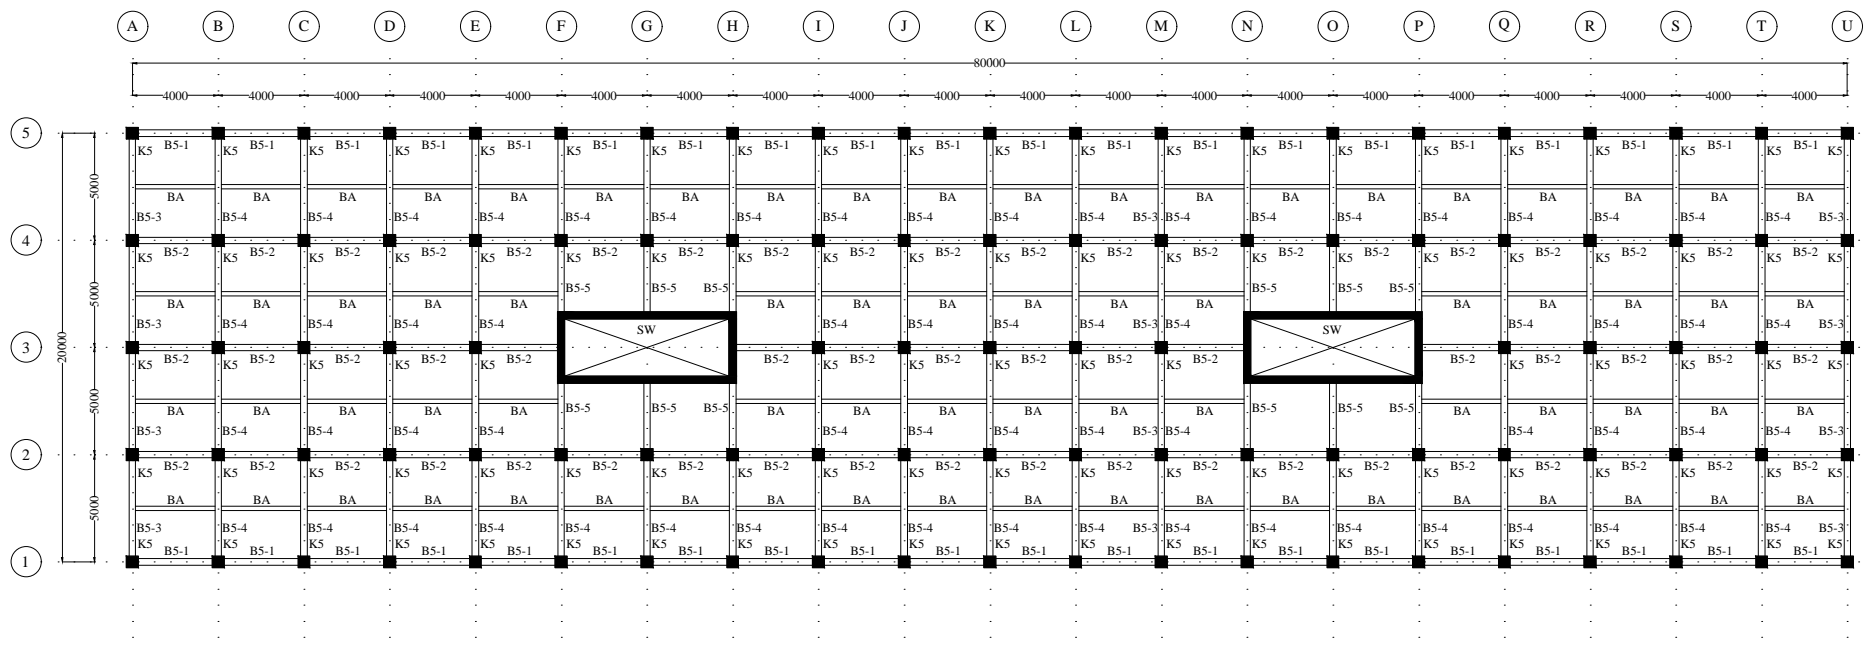 A B C D E F G H I J K L M N O P Q R S T U
80000
4000 4000 4000 4000 4000 4000 4000 4000 4000 4000 4000 4000 4000 4000 4000 4000 4000 4000 4000 4000
5
K5 B5-1 K5 B5-1 K5 B5-1 K5 B5-1 K5 B5-1 K5 B5-1 K5 B5-1 K5 B5-1 K5 B5-1 K5 B5-1 K5 B5-1 K5 B5-1 K5 B5-1 K5 B5-1 K5 B5-1 K5 B5-1 K5 B5-1 K5 B5-1 K5 B5-1 K5 B5-1 K5
5000
BA BA BA BA BA BA BA BA BA BA BA BA BA BA BA BA BA BA BA BA
B5-3 B5-4 B5-4 B5-4 B5-4 B5-4 B5-4 B5-4 B5-4 B5-4 B5-4 B5-4 B5-3 B5-4 B5-4 B5-4 B5-4 B5-4 B5-4 B5-4 B5-4 B5-3
4
K5 B5-2 K5 B5-2 K5 B5-2 K5 B5-2 K5 B5-2 K5 B5-2 K5 B5-2 K5 B5-2 K5 B5-2 K5 B5-2 K5 B5-2 K5 B5-2 K5 B5-2 K5 B5-2 K5 B5-2 K5 B5-2 K5 B5-2 K5 B5-2 K5 B5-2 K5 B5-2 K5
B5-5 B5-5 B5-5 B5-5 B5-5 B5-5
5000
BA BA BA BA BA BA BA BA BA BA BA BA BA BA BA BA
B5-3 B5-4 B5-4 B5-4 B5-4 B5-4 B5-4 B5-4 B5-4 B5-3 B5-4 B5-4 B5-4 B5-4 B5-4 B5-3
SW SW
3
20000
K5 B5-2 K5 B5-2 K5 B5-2 K5 B5-2 K5 B5-2 B5-2 K5 B5-2 K5 B5-2 K5 B5-2 K5 B5-2 K5 B5-2 B5-2 K5 B5-2 K5 B5-2 K5 B5-2 K5 B5-2 K5
5000
B5-5 B5-5 B5-5 B5-5 B5-5 B5-5
BA BA BA BA BA BA BA BA BA BA BA BA BA BA BA BA
B5-3 B5-4 B5-4 B5-4 B5-4 B5-4 B5-4 B5-4 B5-4 B5-3 B5-4 B5-4 B5-4 B5-4 B5-4 B5-3
2
K5 B5-2 K5 B5-2 K5 B5-2 K5 B5-2 K5 B5-2 K5 B5-2 K5 B5-2 K5 B5-2 K5 B5-2 K5 B5-2 K5 B5-2 K5 B5-2 K5 B5-2 K5 B5-2 K5 B5-2 K5 B5-2 K5 B5-2 K5 B5-2 K5 B5-2 K5 B5-2 K5
BA BA BA BA BA BA BA BA BA BA BA BA BA BA BA BA BA BA BA BA
5000
B5-3 B5-4 B5-4 B5-4 B5-4 B5-4 B5-4 B5-4 B5-4 B5-4 B5-4 B5-4 B5-3 B5-4 B5-4 B5-4 B5-4 B5-4 B5-4 B5-4 B5-4 B5-3
K5 B5-1 K5 B5-1 K5 B5-1 K5 B5-1 K5 B5-1 K5 B5-1 K5 B5-1 K5 B5-1 K5 B5-1 K5 B5-1 K5 B5-1 K5 B5-1 K5 B5-1 K5 B5-1 K5 B5-1 K5 B5-1 K5 B5-1 K5 B5-1 K5 B5-1 K5 B5-1 K5
1